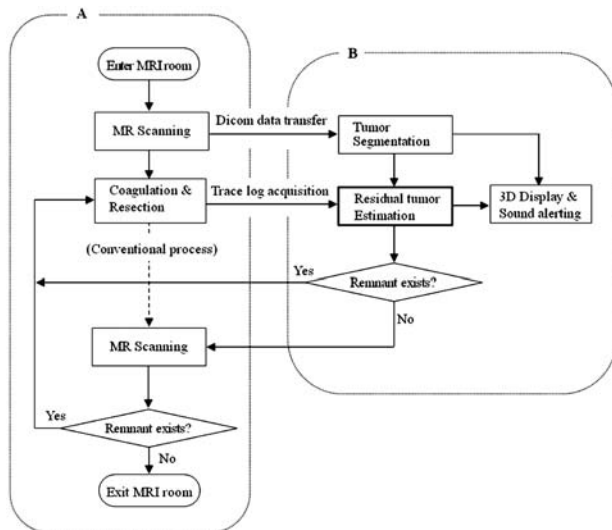 A
B
Enter MRI room
MR Scanning
Dicom data transfer
Tumor
Segmentation
Coagulation &
Resection
Trace log acquisition
Residual tumor
Estimation
3D Display &
Sound alerting
(Conventional process)
Yes
Remnant exists?
No
MR Scanning
Yes
Remnant exists?
No
Exit MRI room